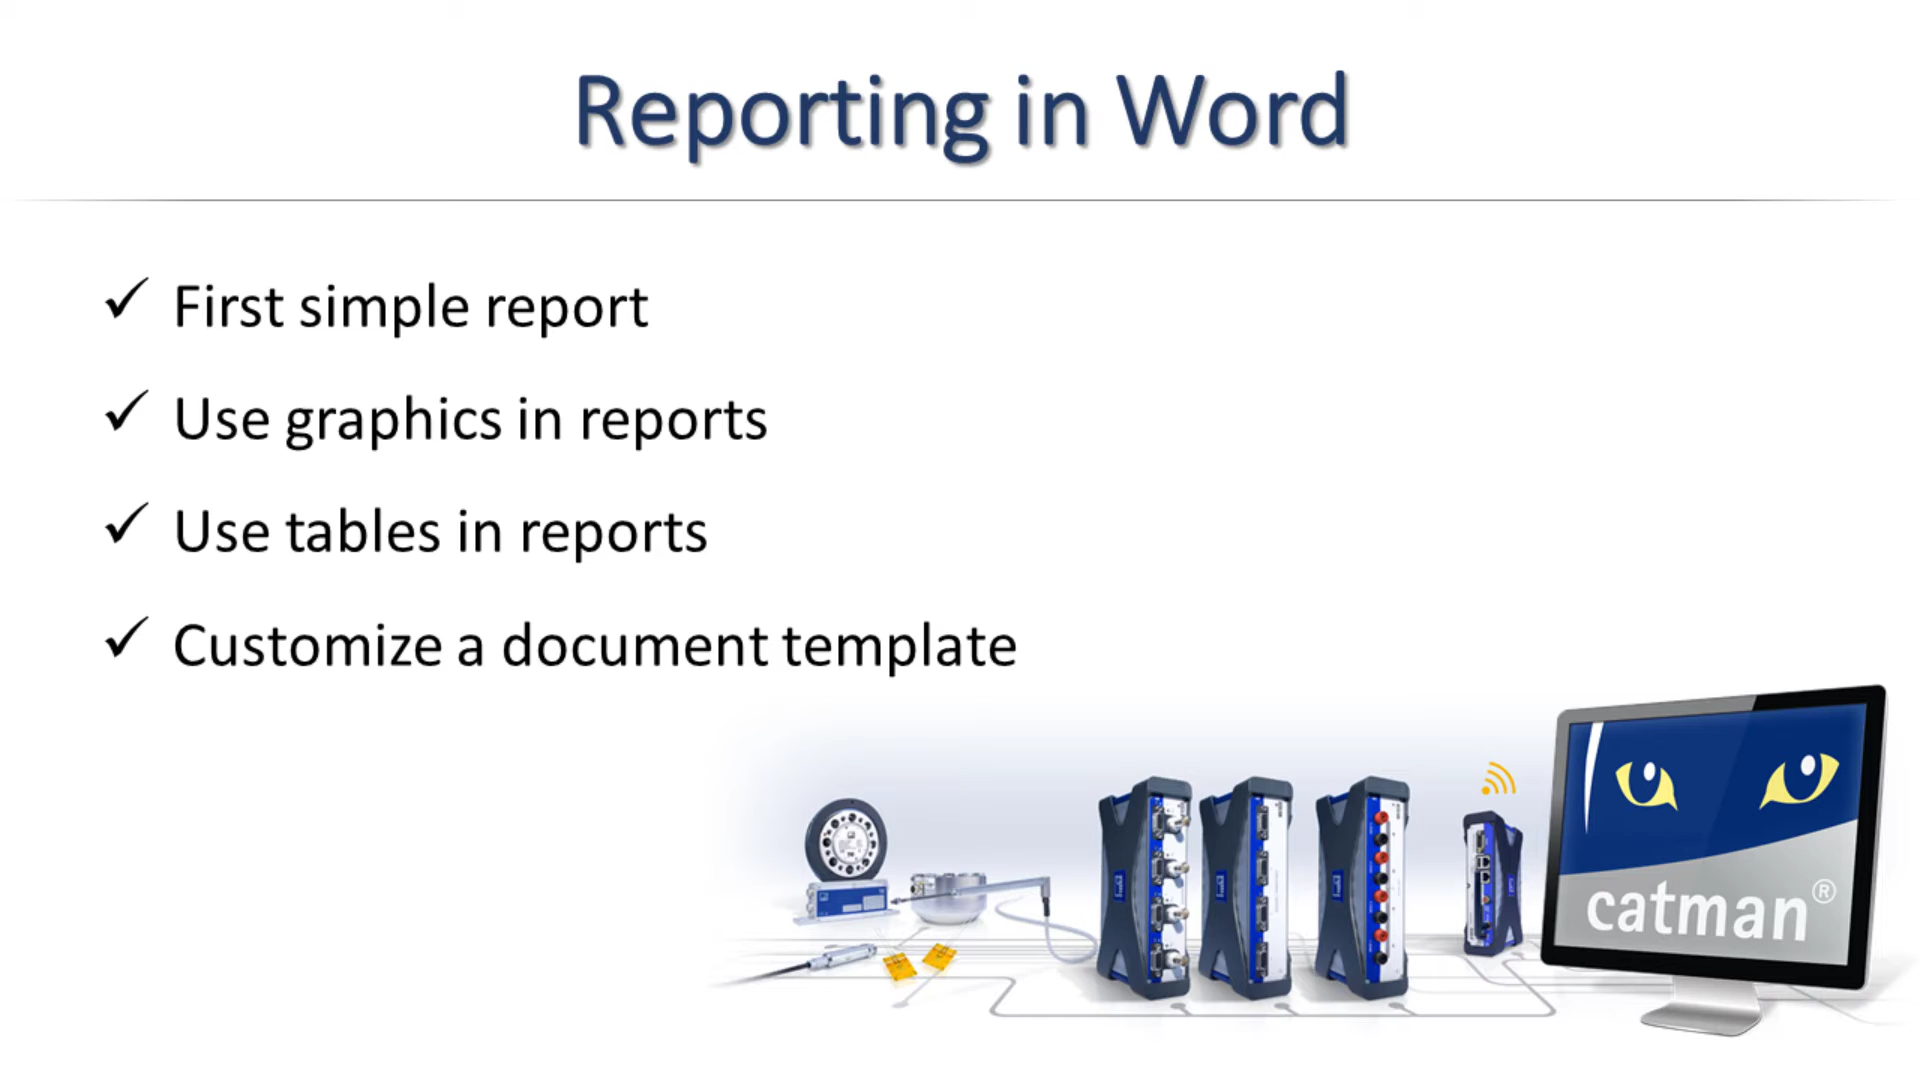 Reporting in Word
✓ First simple report
✓ Use graphics in reports
✓ Use tables in reports
✓ Customize a document template
catman®